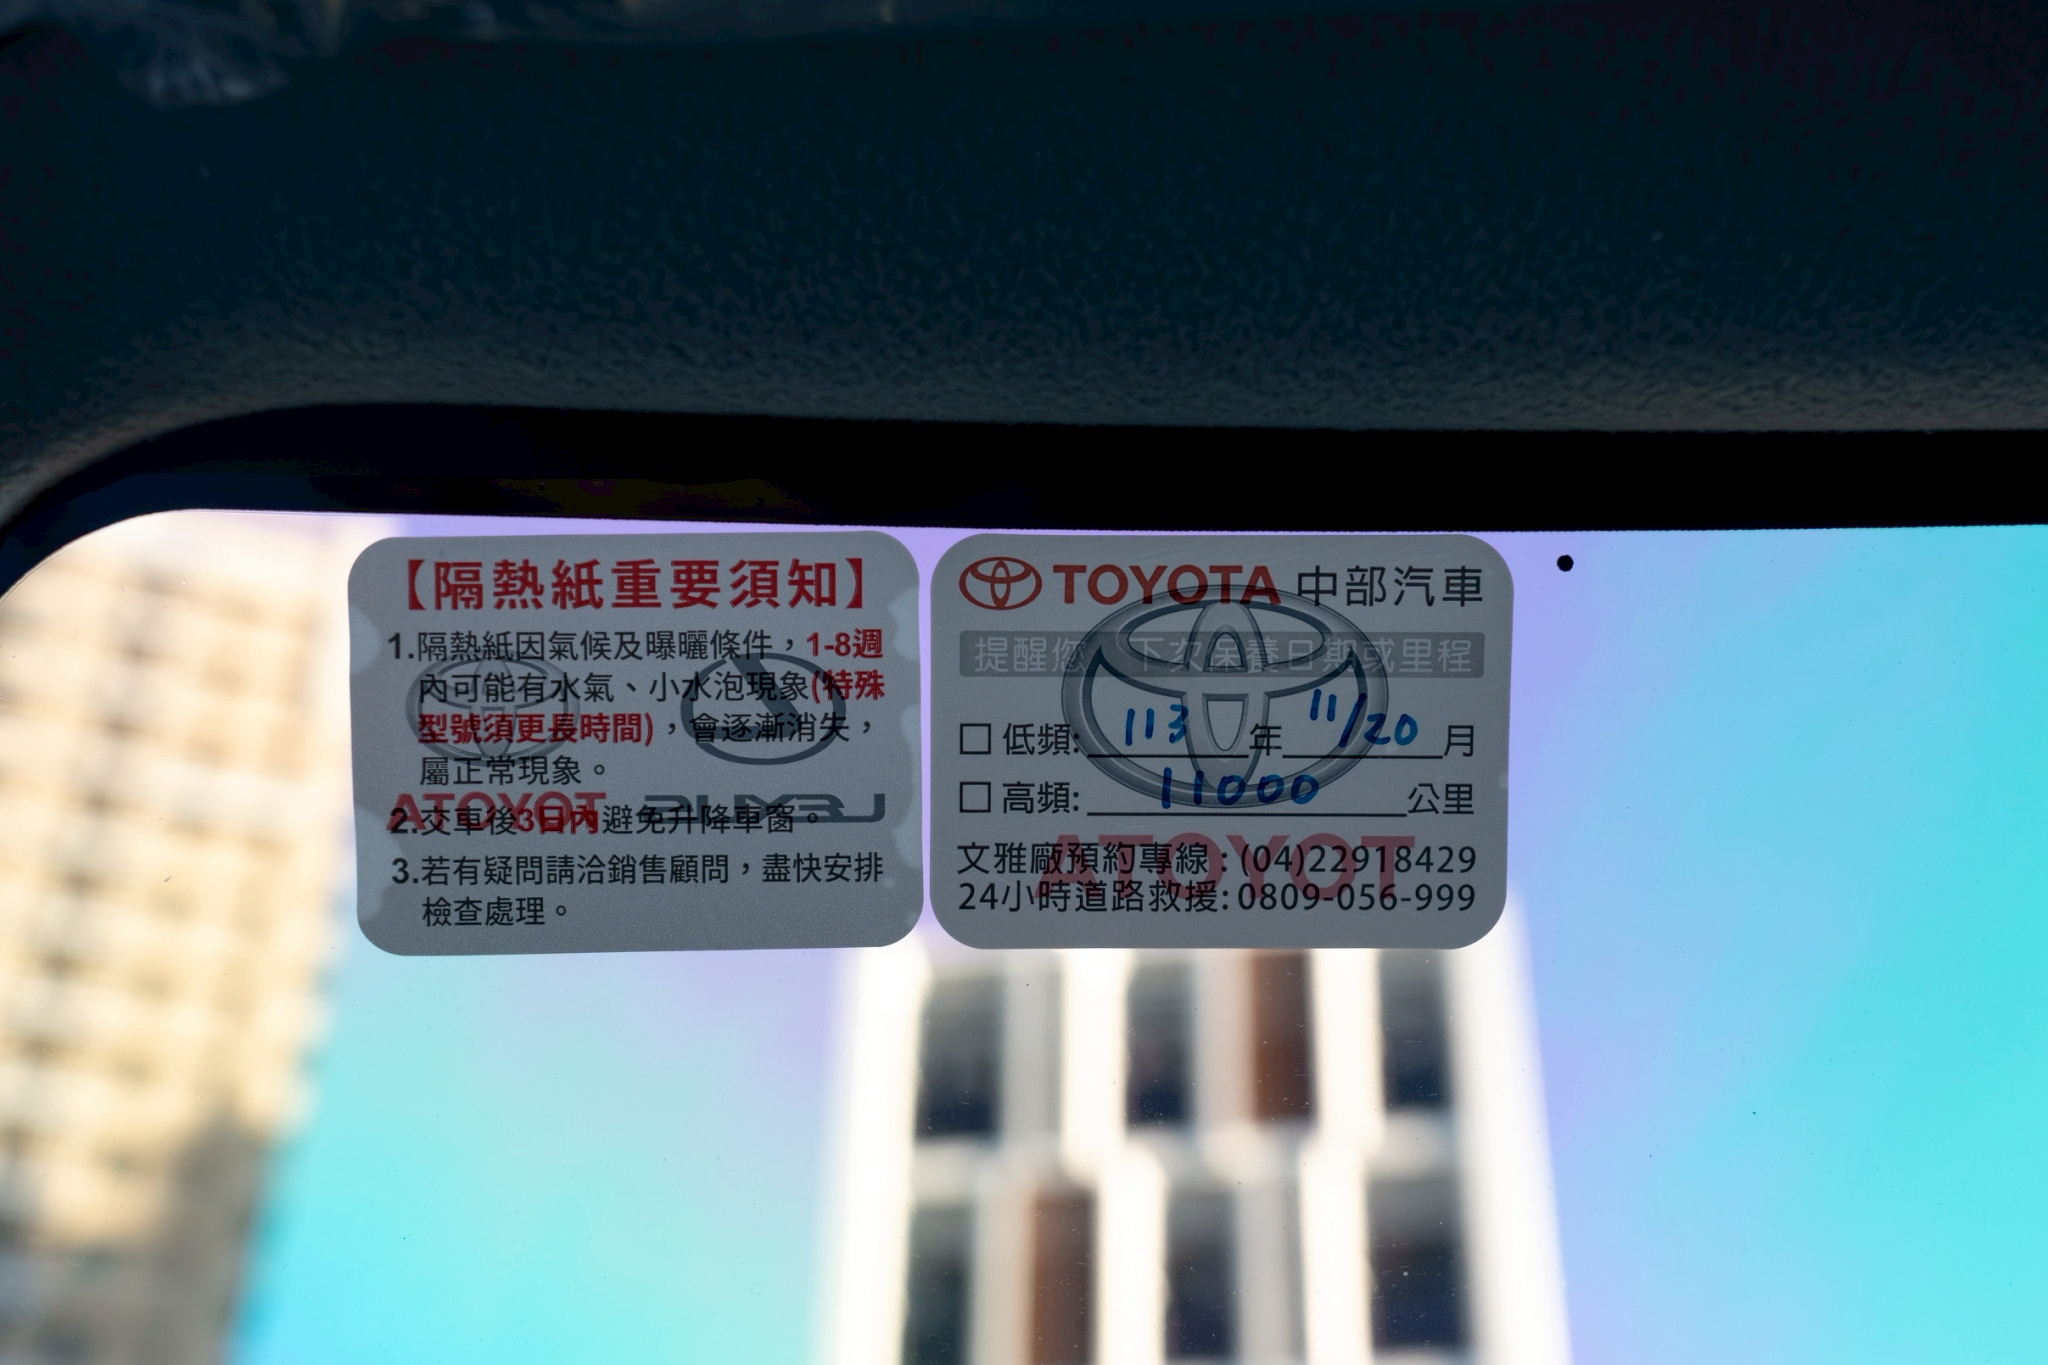 【隔熱紙重要須知】
1.隔熱紙因氣候及曝曬條件，1-8週
內可能有水氣、小水泡現象(特殊
型號須更長時間)，會逐漸消失，
屬正常現象。
2.交車後3日內避免升降車窗。
3.若有疑問請洽銷售顧問，盡快安排
檢查處理。
TOYOTA 中部汽車
提醒您 下次保養日期或里程
□ 低頻: 113 年 11/20 月
□ 高頻: 11000 公里
文雅廠預約專線 : (04)22918429
24小時道路救援: 0809-056-999